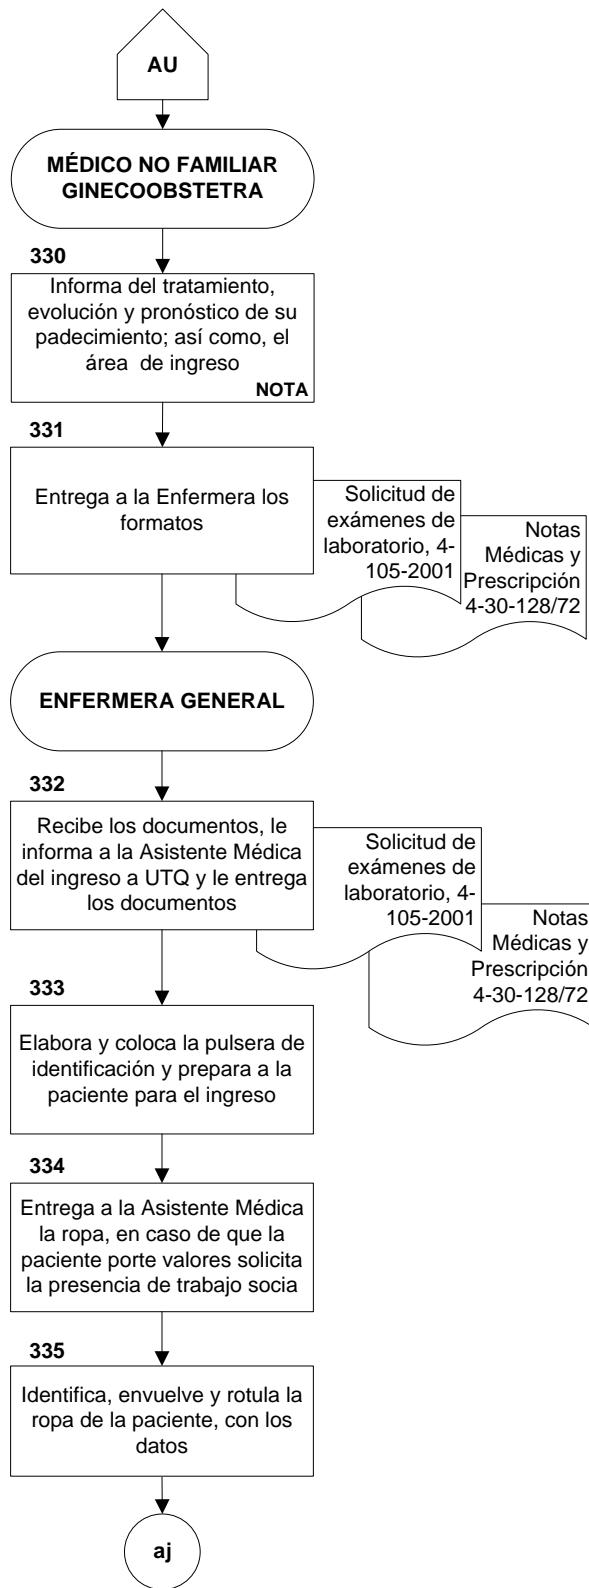 AU
MÉDICO NO FAMILIAR
GINECOOBSTETRA
330
Informa del tratamiento,
evolución y pronóstico de su
padecimiento; así como, el
área de ingreso
NOTA
331
Entrega a la Enfermera los
formatos
Solicitud de
exámenes de
laboratorio, 4-
105-2001
Notas
Médicas y
Prescripción
4-30-128/72
ENFERMERA GENERAL
332
Recibe los documentos, le
informa a la Asistente Médica
del ingreso a UTQ y le entrega
los documentos
Solicitud de
exámenes de
laboratorio, 4-
105-2001
Notas
Médicas y
Prescripción
4-30-128/72
333
Elabora y coloca la pulsera de
identificación y prepara a la
paciente para el ingreso
334
Entrega a la Asistente Médica
la ropa, en caso de que la
paciente porte valores solicita
la presencia de trabajo socia
335
Identifica, envuelve y rotula la
ropa de la paciente, con los
datos
aj